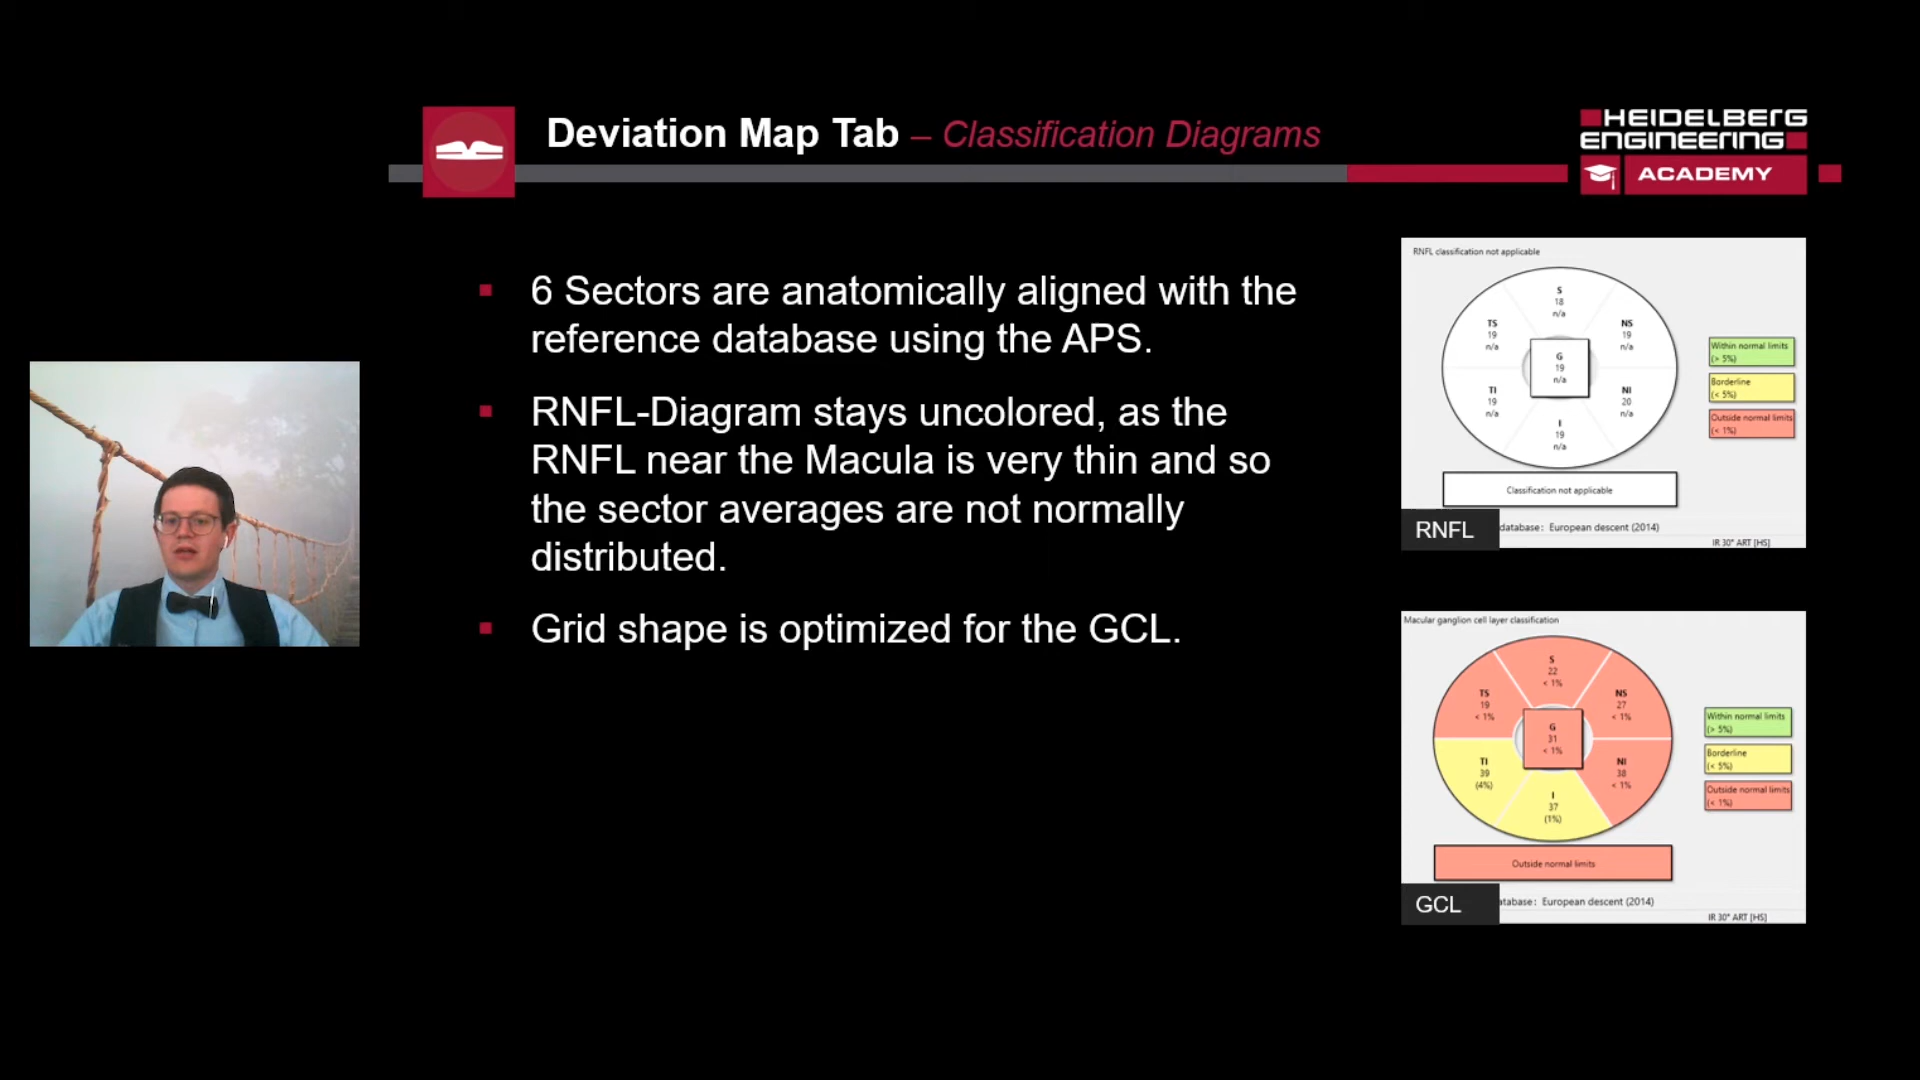 Deviation Map Tab – Classification Diagrams
HEIDELBERG
ENGINEERING
ACADEMY
6 Sectors are anatomically aligned with the
reference database using the APS.
RNFL-Diagram stays uncolored, as the
RNFL near the Macula is very thin and so
the sector averages are not normally
distributed.
Grid shape is optimized for the GCL.
RNFL classification not applicable
S
18
n/a
TS
19
n/a
NS
19
n/a
G
19
n/a
TI
19
n/a
NI
20
n/a
I
19
n/a
Within normal limits
(> 5%)
Borderline
(< 5%)
Outside normal limits
(< 1%)
Classification not applicable
RNFL
database: European descent (2014)
IR 30° ART [HS]
Macular ganglion cell layer classification
S
22
< 1%
TS
19
< 1%
NS
27
< 1%
G
31
< 1%
TI
39
(4%)
NI
38
< 1%
I
37
(1%)
Within normal limits
(> 5%)
Borderline
(< 5%)
Outside normal limits
(< 1%)
Outside normal limits
GCL
atabase: European descent (2014)
IR 30° ART [HS]